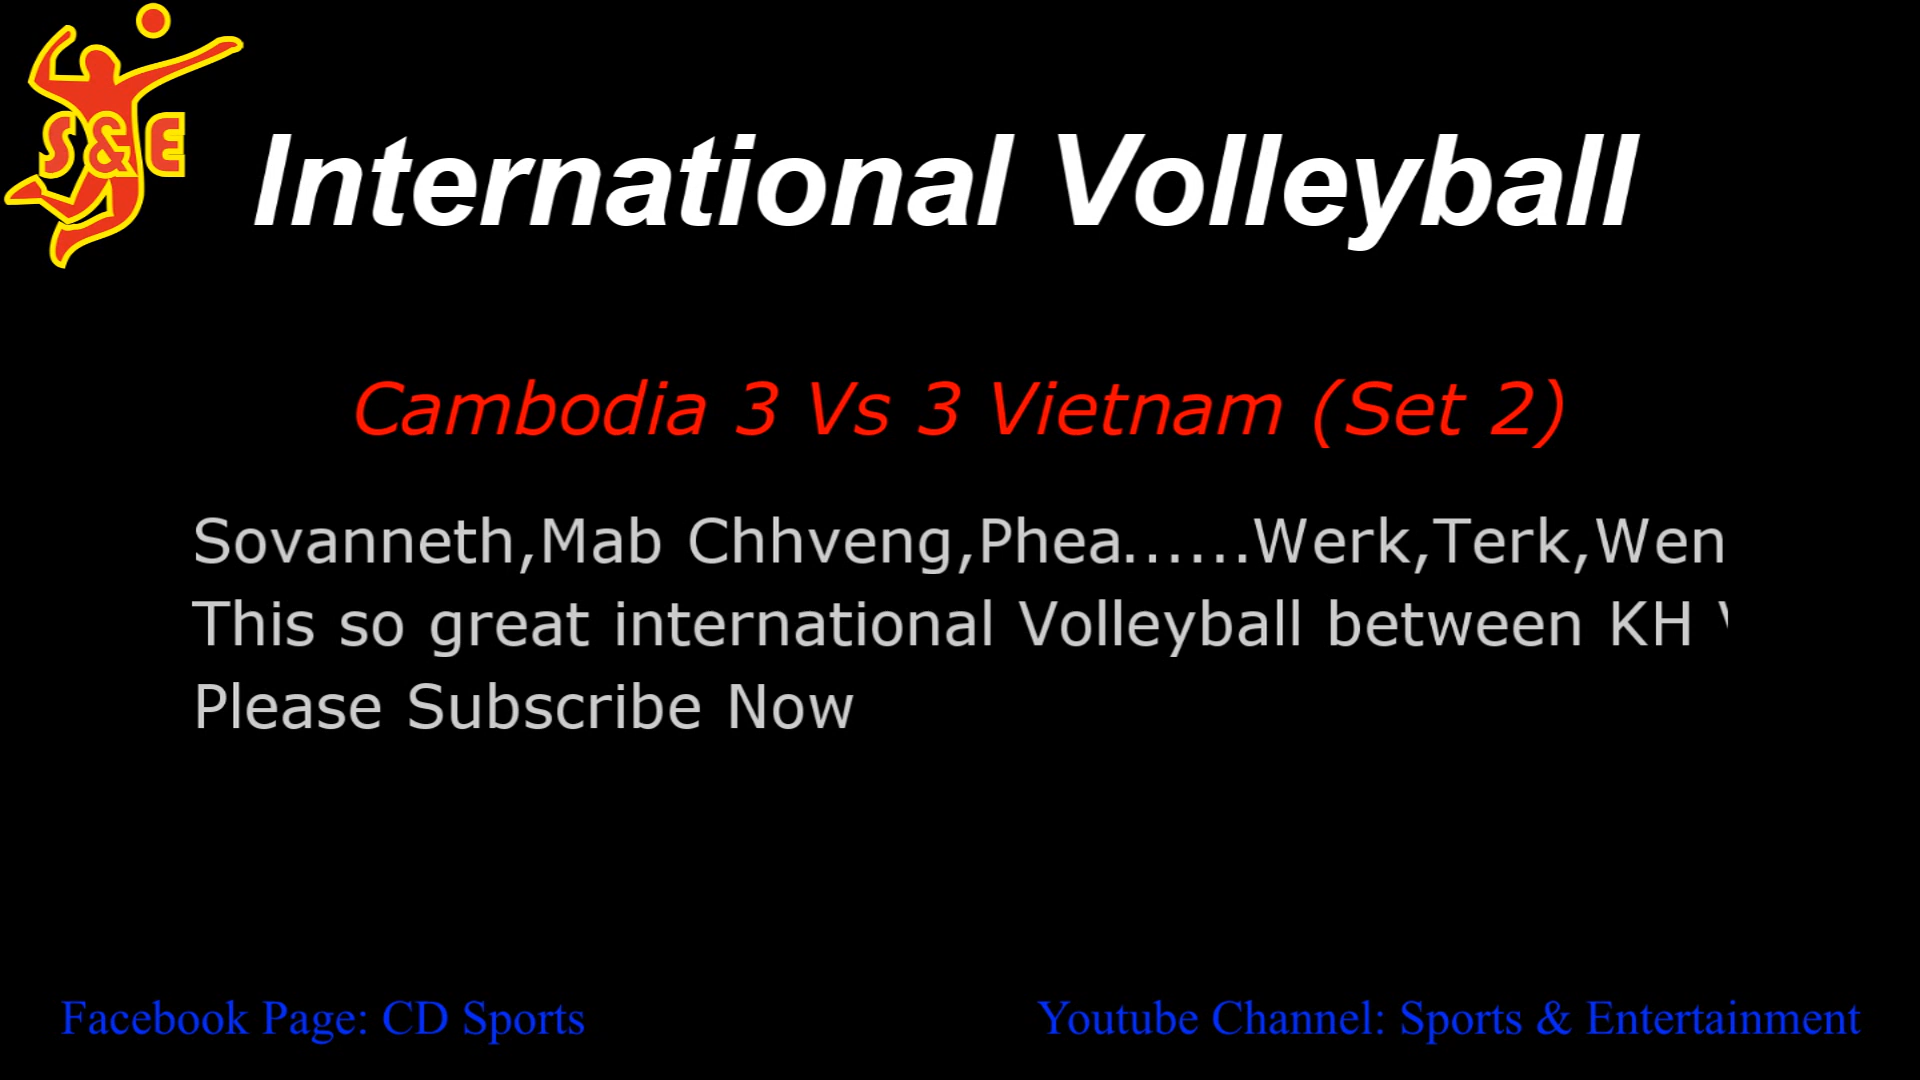 S&E
International Volleyball
Cambodia 3 Vs 3 Vietnam (Set 2)
Sovanneth,Mab Chhveng,Phea......Werk,Terk,Wen
This so great international Volleyball between KH
Please Subscribe Now
Facebook Page: CD Sports
Youtube Channel: Sports & Entertainment